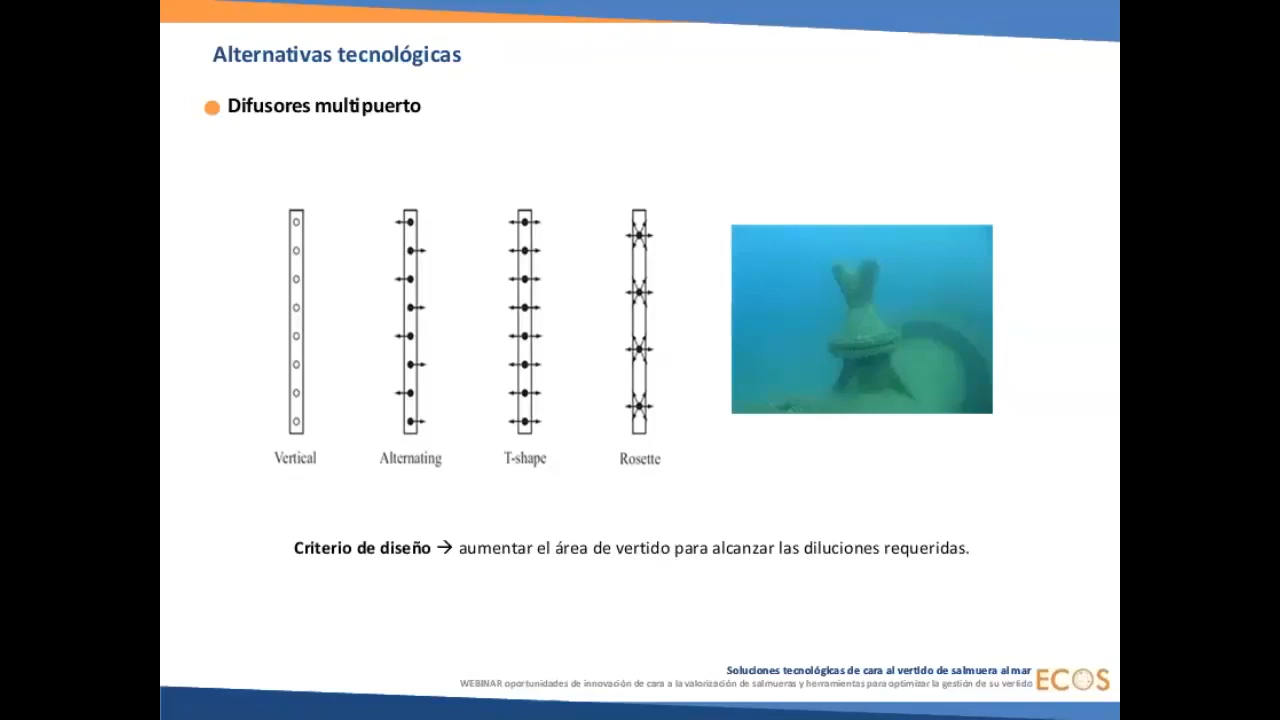 Alternativas tecnológicas
Difusores multipuerto
Vertical
Alternating
T-shape
Rosette
Criterio de diseño → aumentar el área de vertido para alcanzar las diluciones requeridas.
Soluciones tecnológicas de cara al vertido de salmuera al mar
WEBINAR oportunidades de innovación de cara a la valorización de salmueras y herramientas para optimizar la gestión de su vertido
ECOS